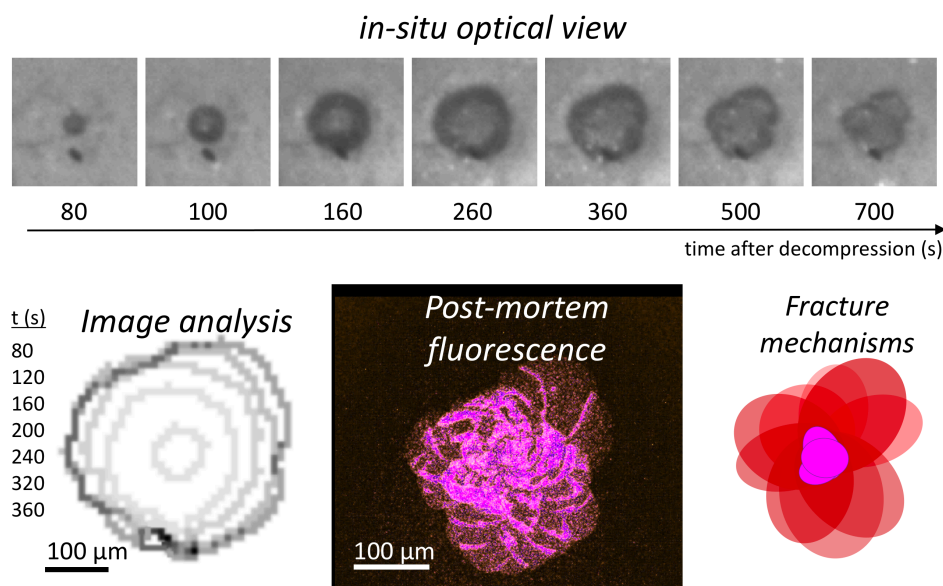 in-situ optical view
80 100 160 260 360 500 700
time after decompression (s)
t (s)
80
120
160
200
240
320
360
Image analysis
100 µm
Post-mortem
fluorescence
100 µm
Fracture
mechanisms